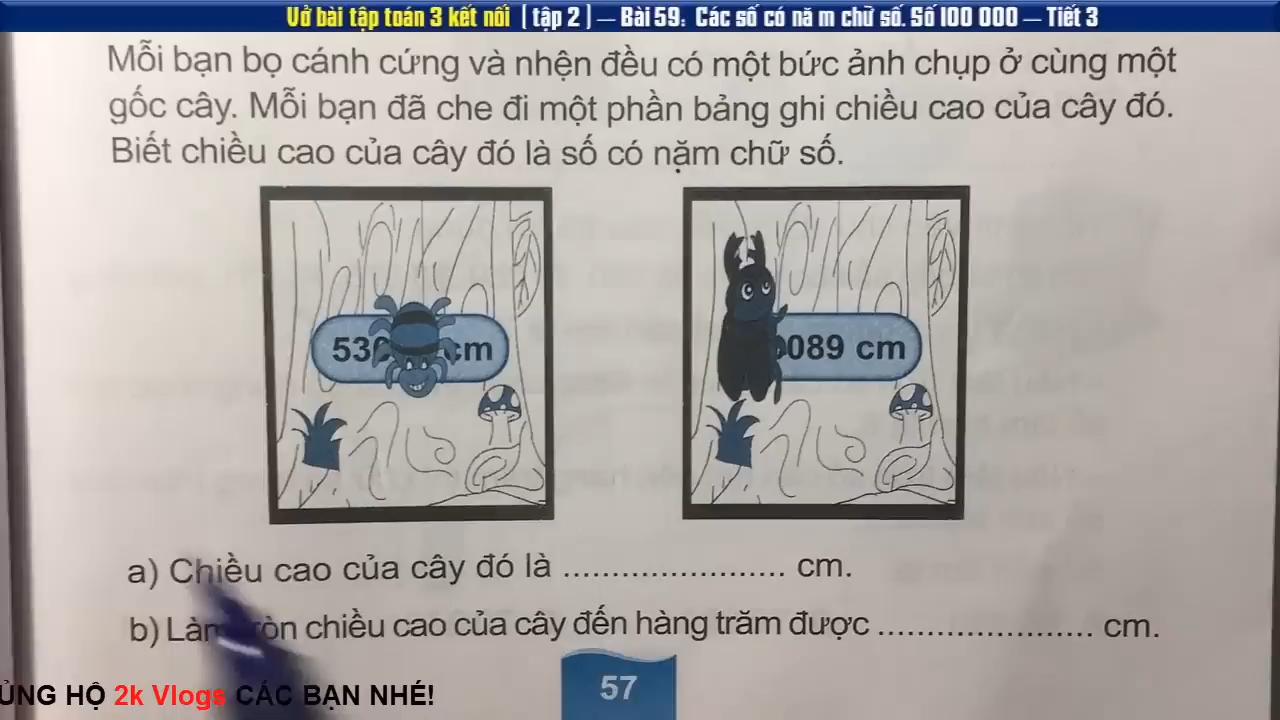 Vở bài tập toán 3 kết nối ( tập 2 ) – Bài 59: Các số có nă m chữ số. Số 100 000 – Tiết 3
Mỗi bạn bọ cánh cứng và nhện đều có một bức ảnh chụp ở cùng một
gốc cây. Mỗi bạn đã che đi một phần bảng ghi chiều cao của cây đó.
Biết chiều cao của cây đó là số có năm chữ số.
53 cm
089 cm
a) Chiều cao của cây đó là ....................... cm.
b) Làm tròn chiều cao của cây đến hàng trăm được ...................... cm.
57
ỦNG HỘ 2k Vlogs CÁC BẠN NHÉ!